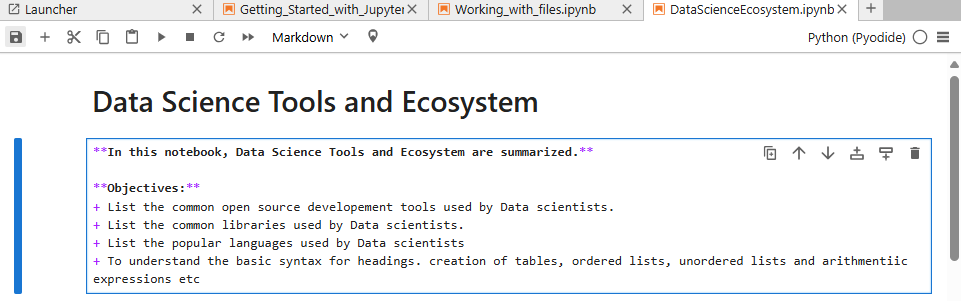 Launcher
Getting_Started_with_Jupyter
Working_with_files.ipynb
DataScienceEcosystem.ipynb
Markdown
Python (Pyodide)
Data Science Tools and Ecosystem
**In this notebook, Data Science Tools and Ecosystem are summarized.**
**Objectives:**
+ List the common open source developement tools used by Data scientists.
+ List the common libraries used by Data scientists.
+ List the popular languages used by Data scientists
+ To understand the basic syntax for headings. creation of tables, ordered lists, unordered lists and arithmentiic
expressions etc